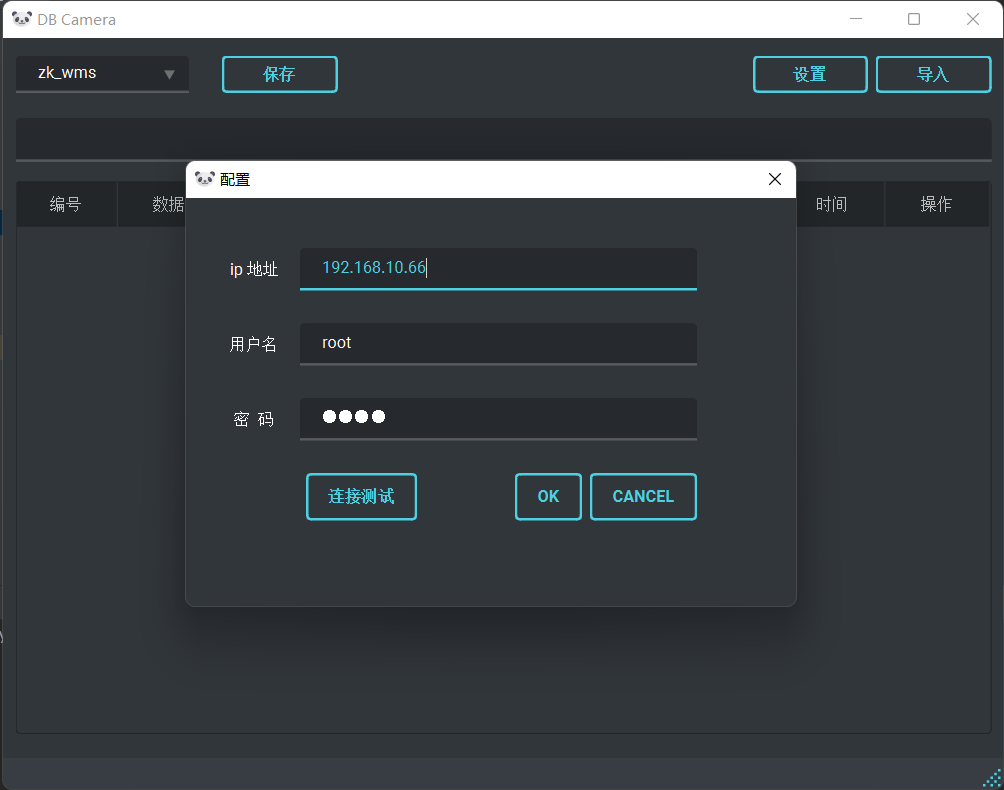 DB Camera
zk_wms
保存
设置
导入
编号
数据
时间
操作
配置
ip 地址
192.168.10.66
用户名
root
密 码
连接测试
OK
CANCEL